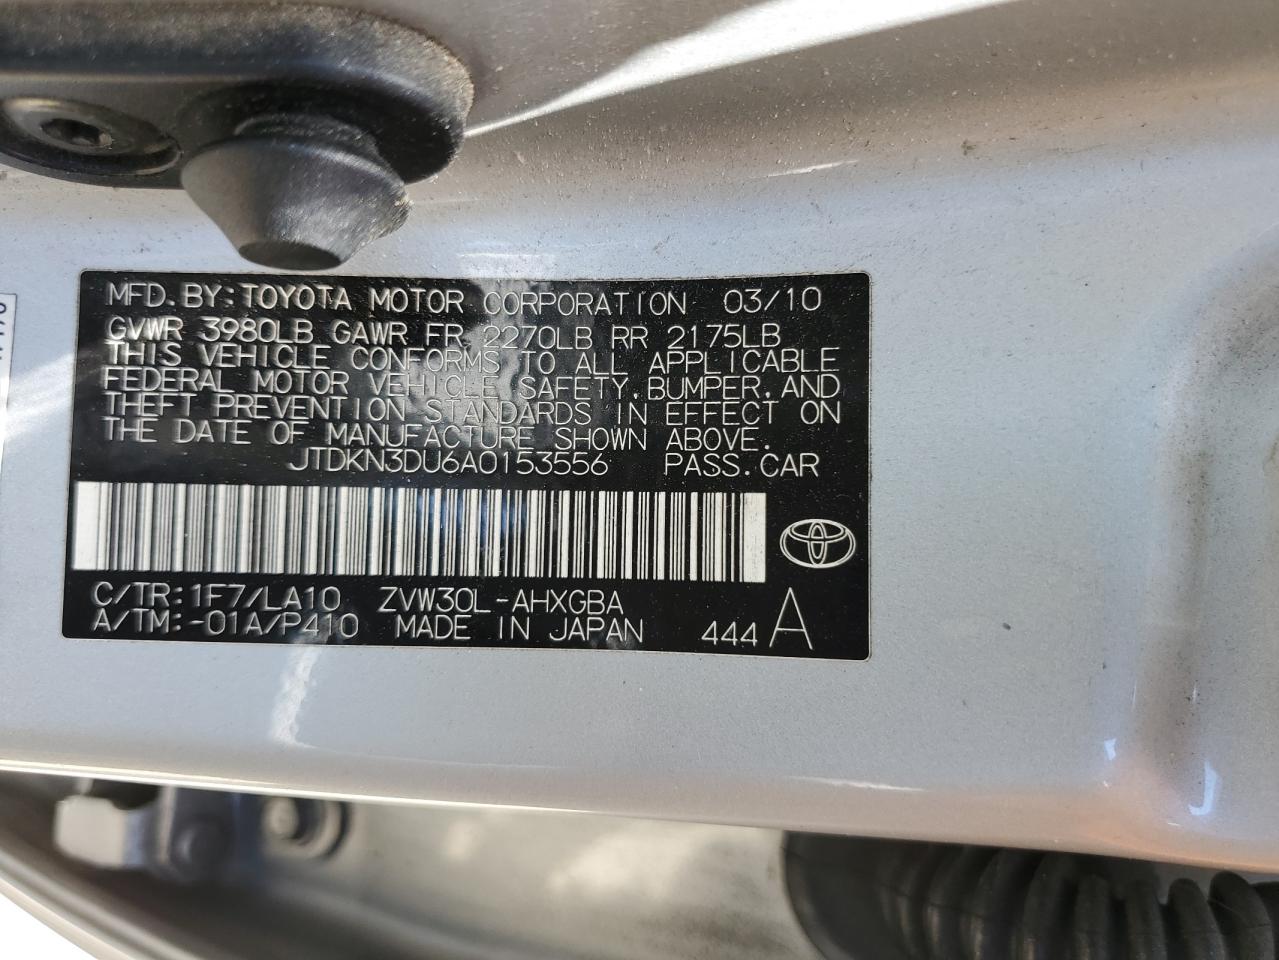 MFD.BY:TOYOTA MOTOR CORPORATION 03/10
GVWR 3980LB GAWR FR 2270LB RR 2175LB
THIS VEHICLE CONFORMS TO ALL APPLICABLE
FEDERAL MOTOR VEHICLE SAFETY,BUMPER,AND
THEFT PREVENTION STANDARDS IN EFFECT ON
THE DATE OF MANUFACTURE SHOWN ABOVE.
JTDKN3DU6A0153556 PASS.CAR
C/TR:1F7/LA10 ZVW30L-AHXGBA
A/TM:-01A/P410 MADE IN JAPAN 444 A